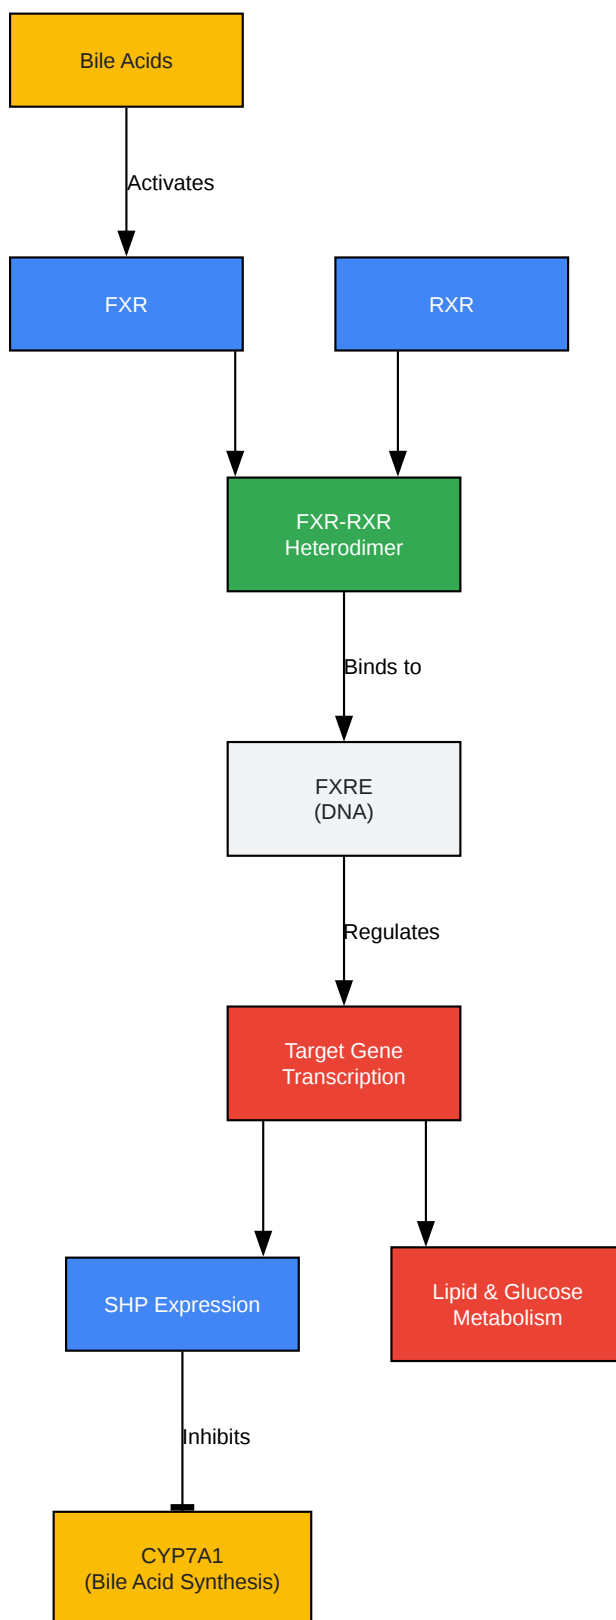 Bile Acids
Activates
FXR
RXR
FXR-RXR
Heterodimer
Binds to
FXRE
(DNA)
Regulates
Target Gene
Transcription
SHP Expression
Lipid & Glucose
Metabolism
Inhibits
CYP7A1
(Bile Acid Synthesis)